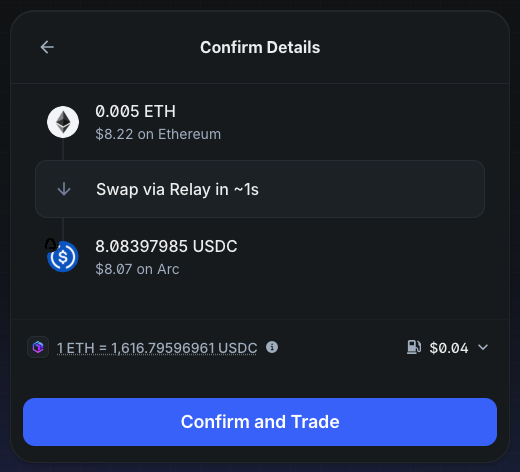 Confirm Details
0.005 ETH
$8.22 on Ethereum
Swap via Relay in ~1s
8.08397985 USDC
$8.07 on Arc
1 ETH = 1,616.79596961 USDC
$0.04
Confirm and Trade